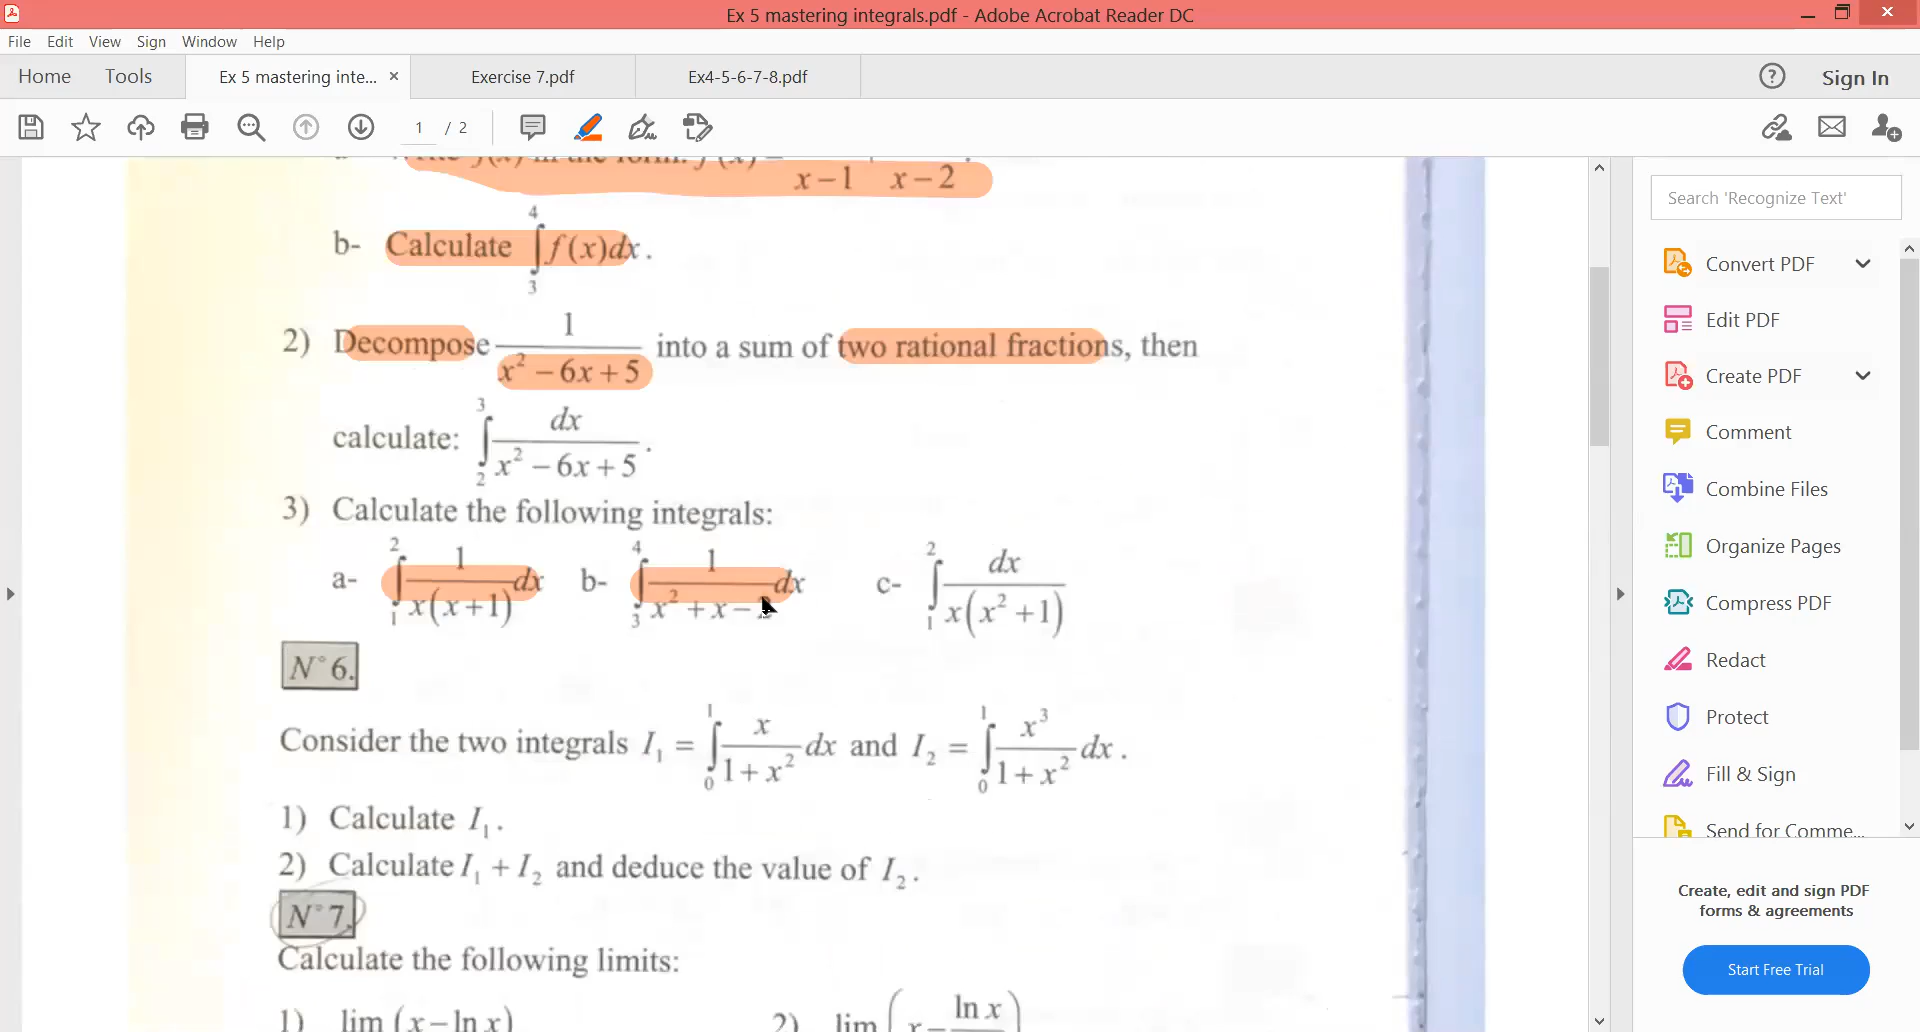 Ex 5 mastering integrals.pdf - Adobe Acrobat Reader DC
File Edit View Sign Window Help
Home Tools Ex 5 mastering inte... × Exercise 7.pdf Ex4-5-6-7-8.pdf Sign In
1 / 2
x − 1 x − 2
b- Calculate ∫₃⁴ f(x)dx .
2) Decompose 1/(x² − 6x + 5) into a sum of two rational fractions, then
calculate: ∫₂³ dx/(x² − 6x + 5) .
3) Calculate the following integrals:
a- ∫₁² 1/(x(x+1)) dx b- ∫₃⁴ 1/(x² + x − dx c- ∫₁² dx/(x(x²+1))
N° 6.
Consider the two integrals I₁ = ∫₀¹ x/(1+x²) dx and I₂ = ∫₀¹ x³/(1+x²) dx .
1) Calculate I₁ .
2) Calculate I₁ + I₂ and deduce the value of I₂ .
N° 7.
Calculate the following limits:
1) lim (x − ln x) 2) lim (x − ln x)
Search 'Recognize Text'
Convert PDF
Edit PDF
Create PDF
Comment
Combine Files
Organize Pages
Compress PDF
Redact
Protect
Fill & Sign
Send for Comme...
Create, edit and sign PDF
forms & agreements
Start Free Trial